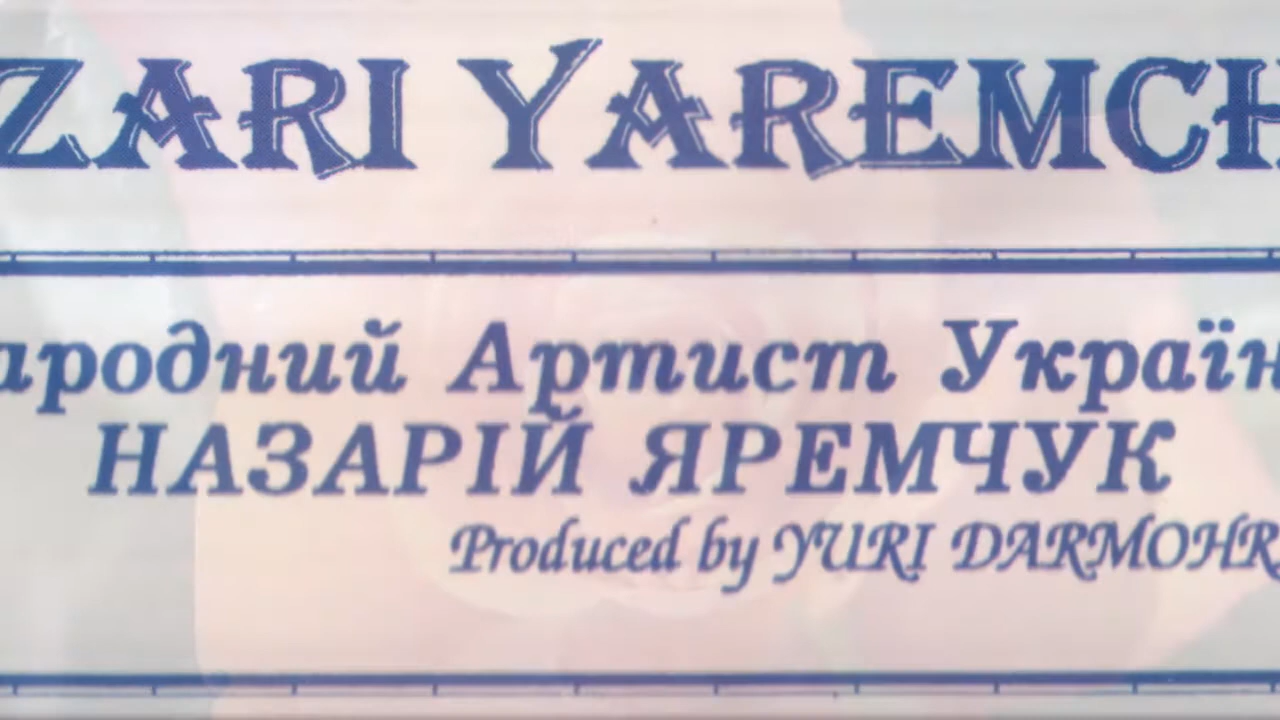 ZARI YAREMCH
ародний Артист Україн
НАЗАРІЙ ЯРЕМЧУК
Produced by YURI DARMOHR